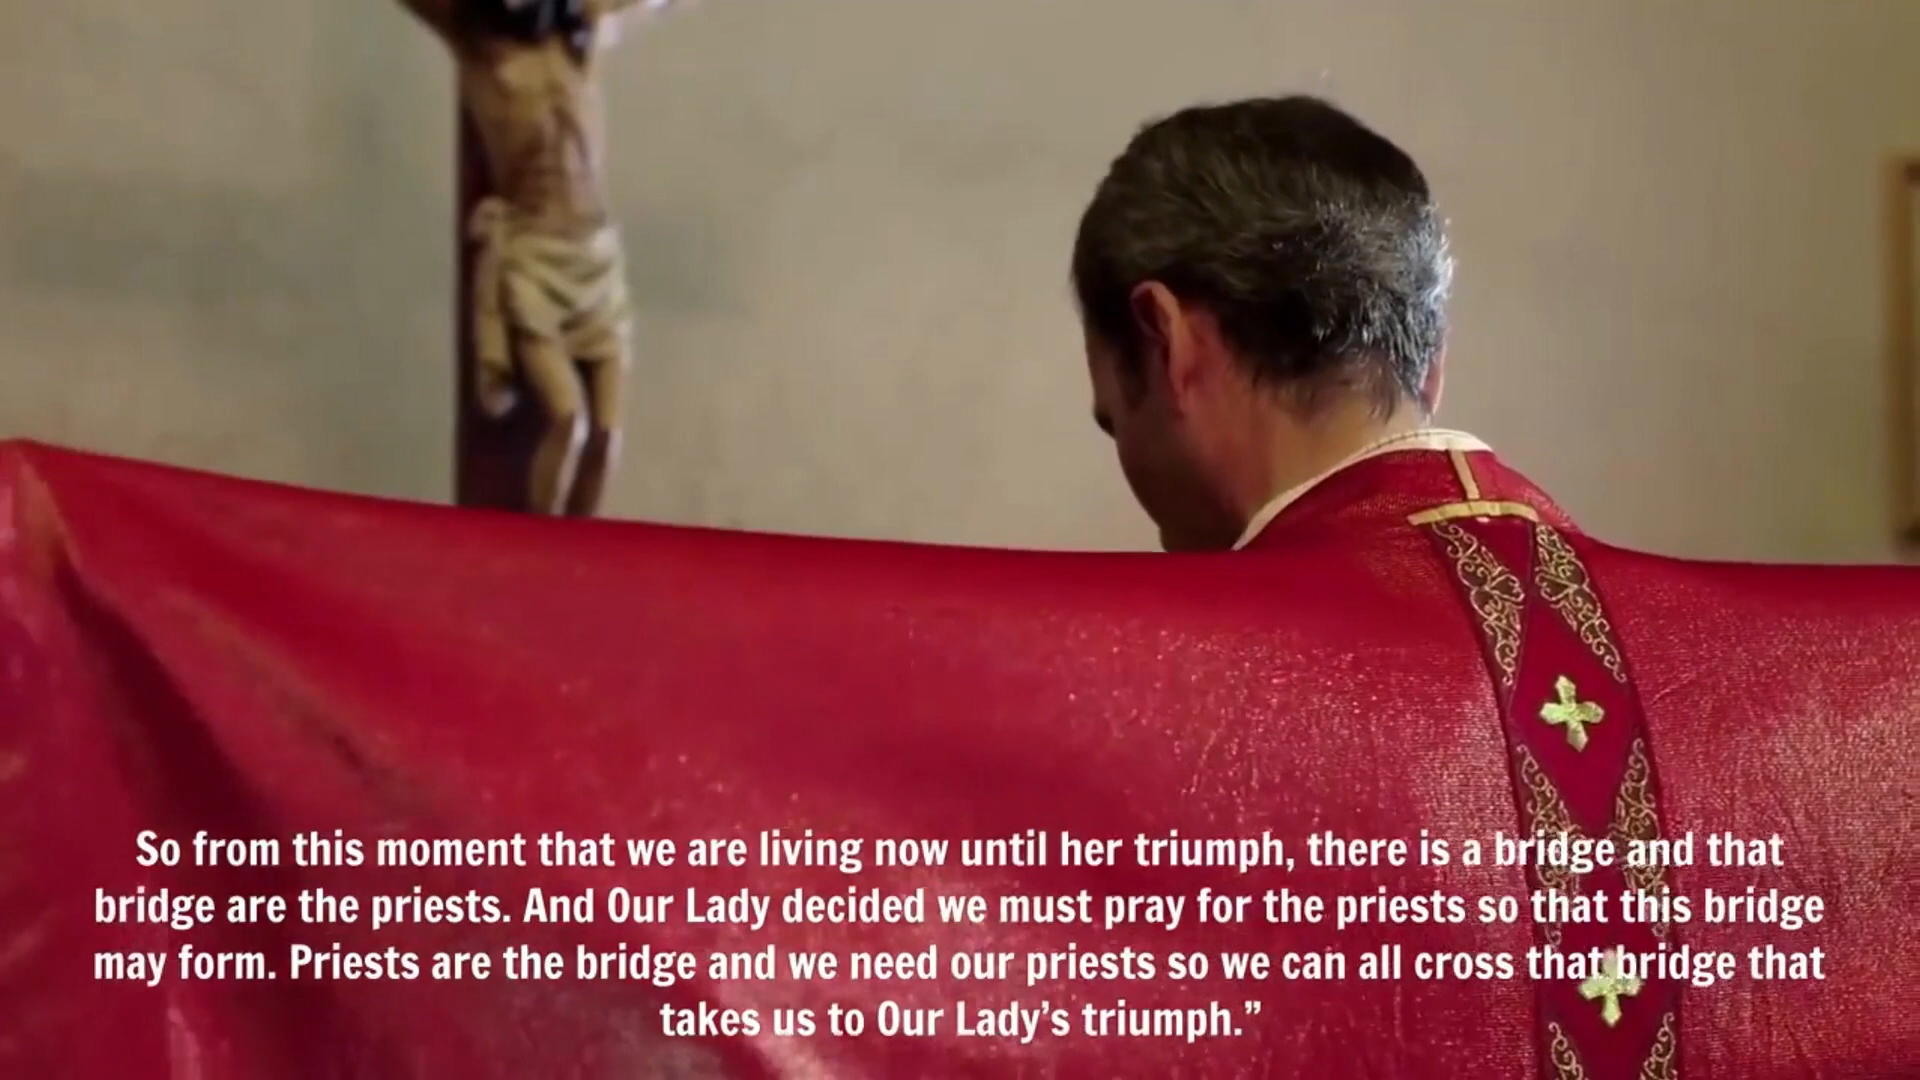 So from this moment that we are living now until her triumph, there is a bridge and that
bridge are the priests. And Our Lady decided we must pray for the priests so that this bridge
may form. Priests are the bridge and we need our priests so we can all cross that bridge that
takes us to Our Lady’s triumph.”